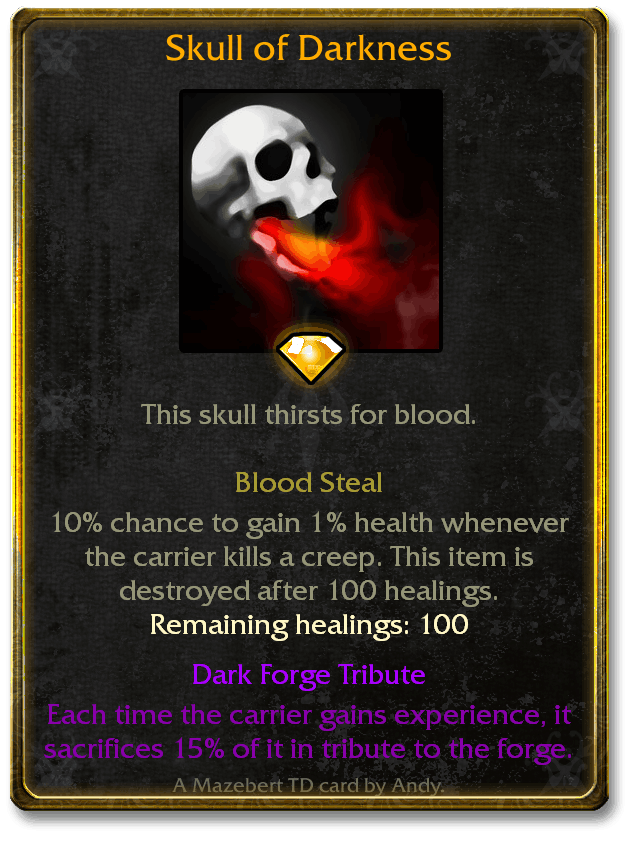 Skull of Darkness
This skull thirsts for blood.
Blood Steal
10% chance to gain 1% health whenever
the carrier kills a creep. This item is
destroyed after 100 healings.
Remaining healings: 100
Dark Forge Tribute
Each time the carrier gains experience, it
sacrifices 15% of it in tribute to the forge.
A Mazebert TD card by Andy.